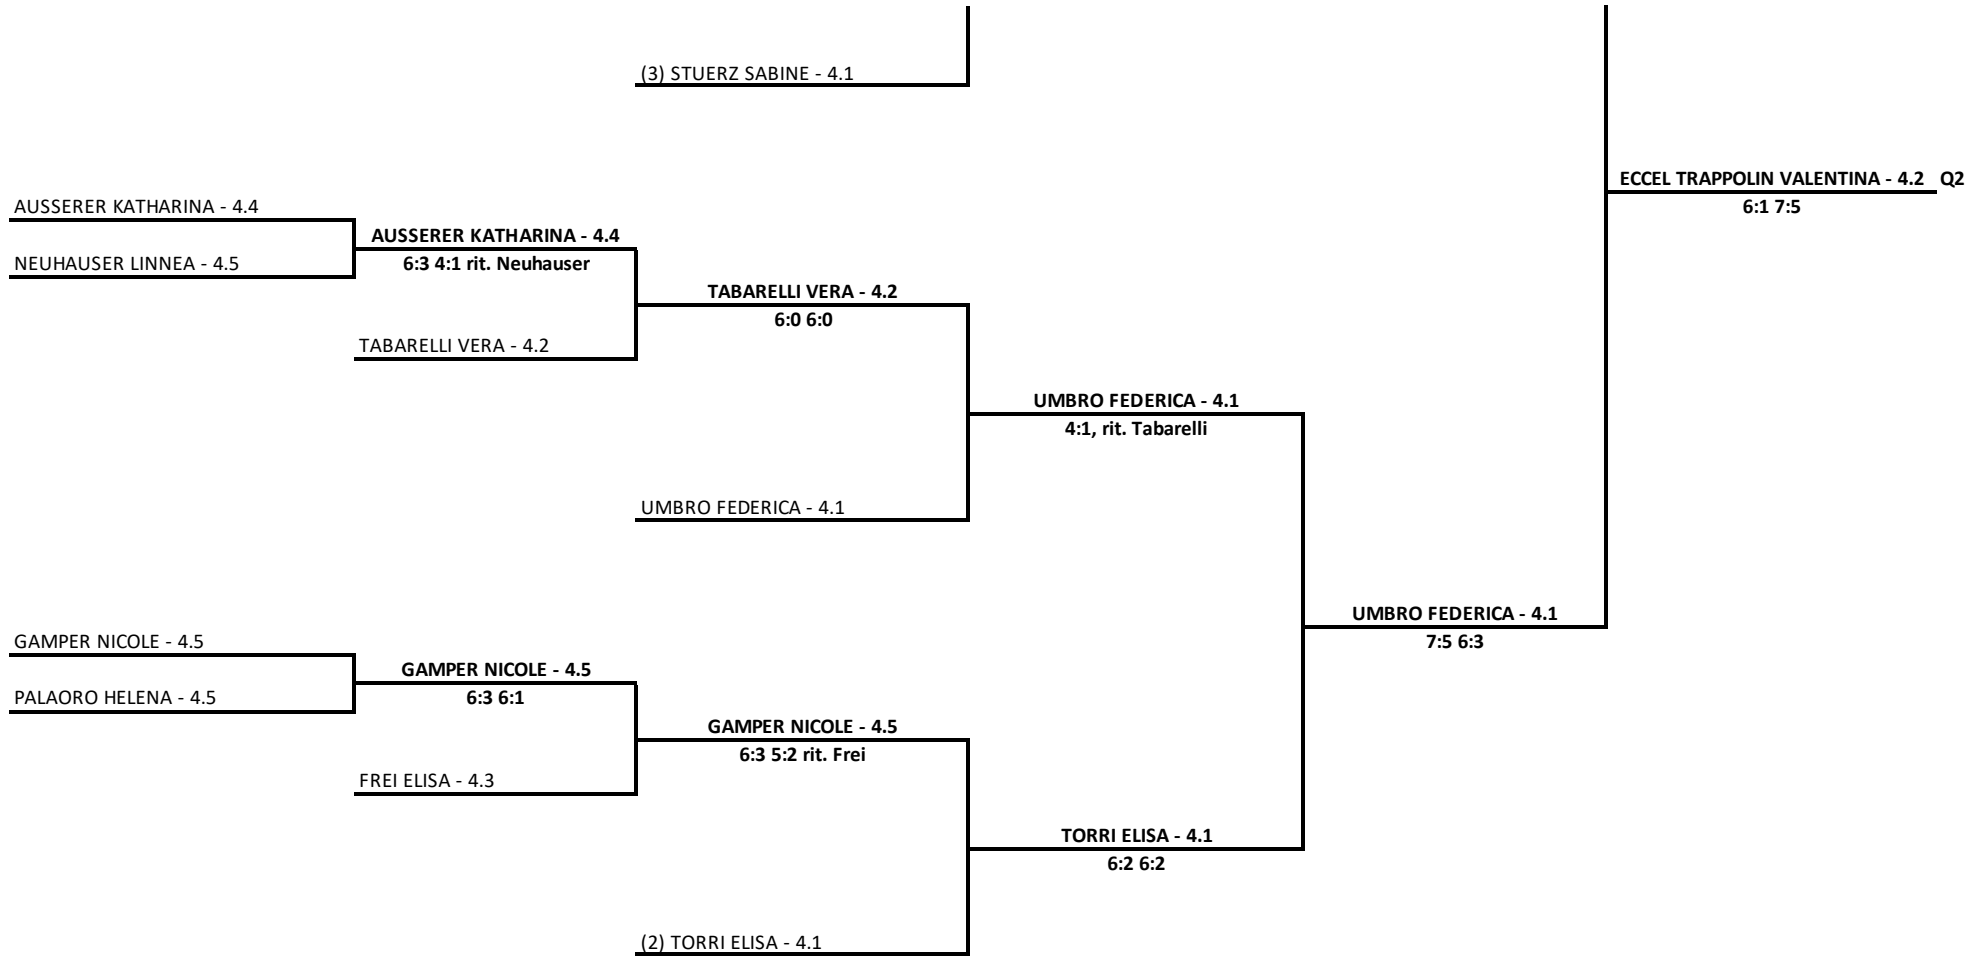 (3) STUERZ SABINE - 4.1
ECCEL TRAPPOLIN VALENTINA - 4.2 Q2
6:1 7:5
AUSSERER KATHARINA - 4.4
AUSSERER KATHARINA - 4.4
6:3 4:1 rit. Neuhauser
NEUHAUSER LINNEA - 4.5
TABARELLI VERA - 4.2
6:0 6:0
TABARELLI VERA - 4.2
UMBRO FEDERICA - 4.1
4:1, rit. Tabarelli
UMBRO FEDERICA - 4.1
UMBRO FEDERICA - 4.1
7:5 6:3
GAMPER NICOLE - 4.5
GAMPER NICOLE - 4.5
6:3 6:1
PALAORO HELENA - 4.5
GAMPER NICOLE - 4.5
6:3 5:2 rit. Frei
FREI ELISA - 4.3
TORRI ELISA - 4.1
6:2 6:2
(2) TORRI ELISA - 4.1